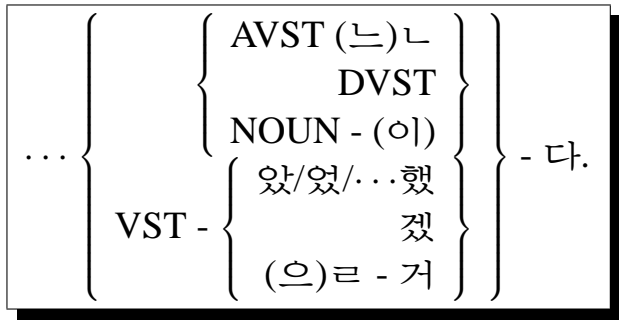 AVST (느)ㄴ
DVST
NOUN - (이)
··· - 다.
았/었/···했
VST - 겠
(으)ㄹ - 거